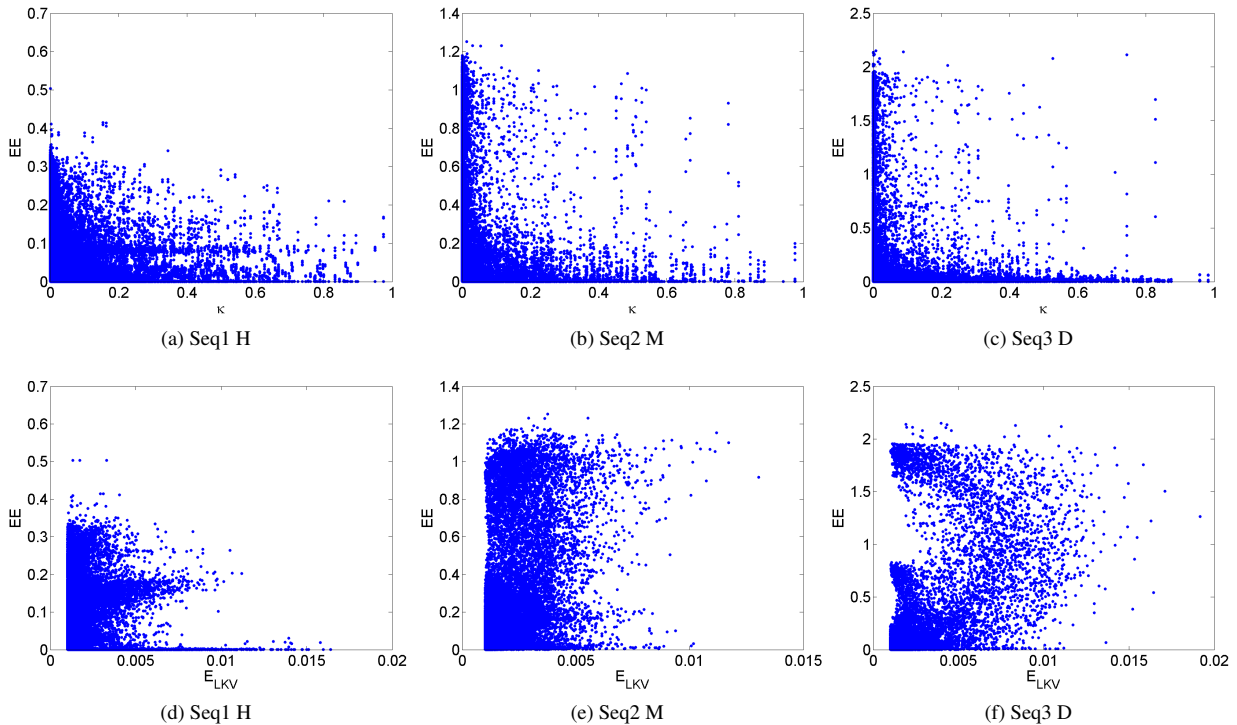 0.7
0.6
0.5
0.4
0.3
0.2
0.1
0
EE
0 0.2 0.4 0.6 0.8 1
κ
(a) Seq1 H
1.4
1.2
1
0.8
0.6
0.4
0.2
0
EE
0 0.2 0.4 0.6 0.8 1
κ
(b) Seq2 M
2.5
2
1.5
1
0.5
0
EE
0 0.2 0.4 0.6 0.8 1
κ
(c) Seq3 D
0.7
0.6
0.5
0.4
0.3
0.2
0.1
0
EE
0 0.005 0.01 0.015 0.02
E_LKV
(d) Seq1 H
1.4
1.2
1
0.8
0.6
0.4
0.2
0
EE
0 0.005 0.01 0.015
E_LKV
(e) Seq2 M
2.5
2
1.5
1
0.5
0
EE
0 0.005 0.01 0.015 0.02
E_LKV
(f) Seq3 D